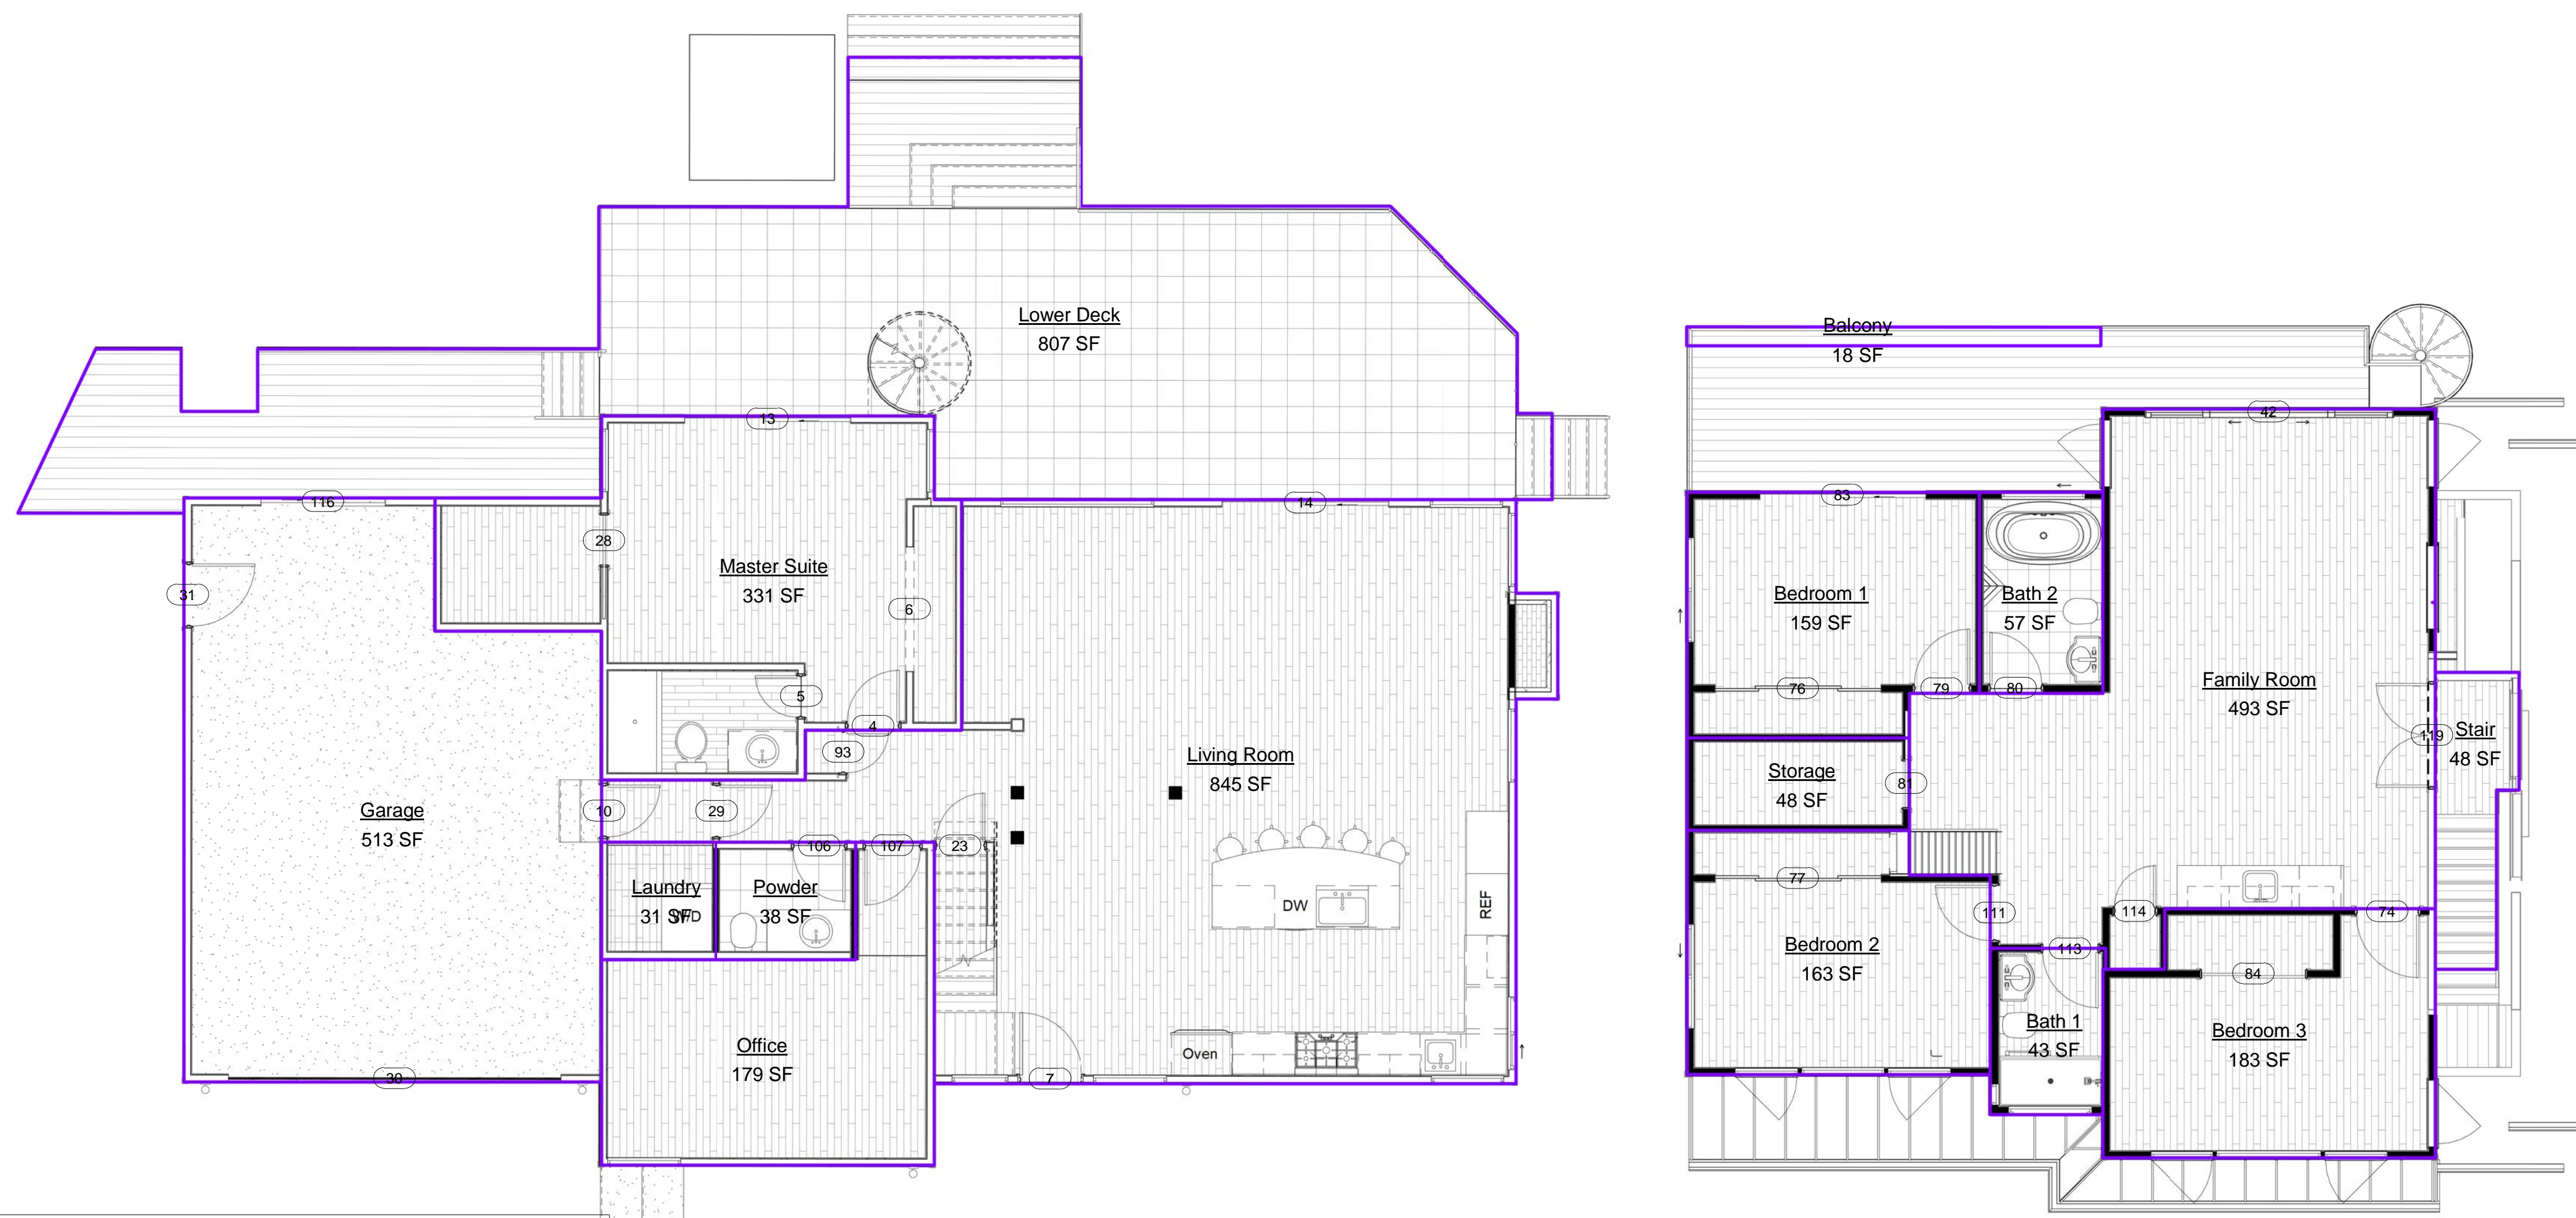 Lower Deck
807 SF
Balcony
18 SF
13
42
116
14
83
28
31
Master Suite
331 SF
6
Bedroom 1
159 SF
Bath 2
57 SF
Family Room
493 SF
76
79
80
5
4
93
Living Room
845 SF
119
Stair
48 SF
Storage
48 SF
81
Garage
513 SF
10
29
106
107
23
77
Laundry
31 SF
W/D
Powder
38 SF
DW
REF
111
114
74
113
Bedroom 2
163 SF
84
Bath 1
43 SF
Bedroom 3
183 SF
Office
179 SF
Oven
30
7